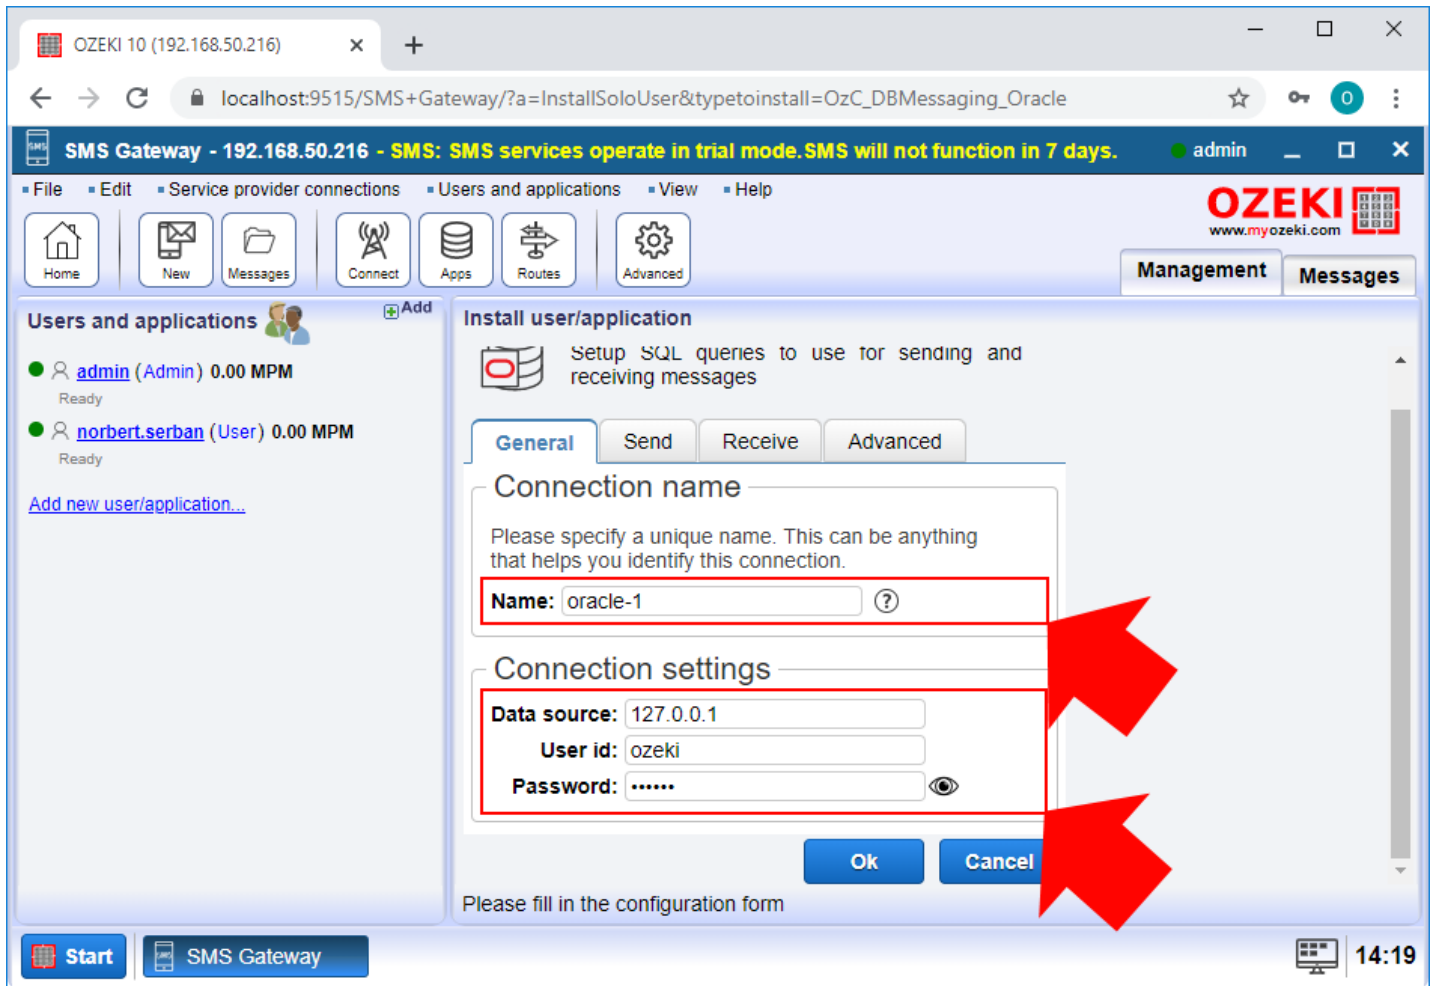 OZEKI 10 (192.168.50.216)
localhost:9515/SMS+Gateway/?a=InstallSoloUser&typetoinstall=OzC_DBMessaging_Oracle
O
SMS
SMS Gateway - 192.168.50.216 - SMS: SMS services operate in trial mode.SMS will not function in 7 days.
admin
File Edit Service provider connections Users and applications View Help
OZEKI
www.myozeki.com
Home New Messages Connect Apps Routes Advanced
Management Messages
Users and applications
Add
admin (Admin) 0.00 MPM
Ready
norbert.serban (User) 0.00 MPM
Ready
Add new user/application...
Install user/application
Setup SQL queries to use for sending and
receiving messages
General Send Receive Advanced
Connection name
Please specify a unique name. This can be anything
that helps you identify this connection.
Name: oracle-1 ?
Connection settings
Data source: 127.0.0.1
User id: ozeki
Password: ••••••
Ok Cancel
Please fill in the configuration form
Start SMS Gateway 14:19